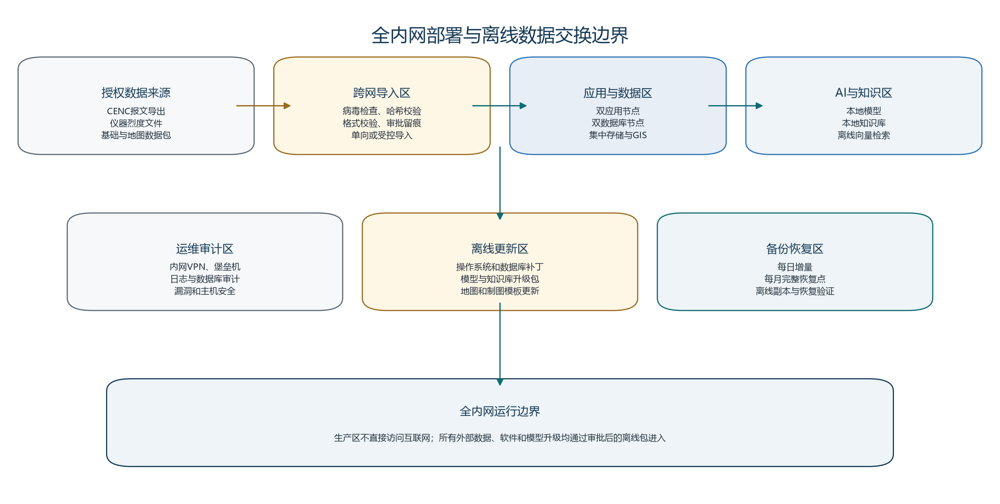 全内网部署与离线数据交换边界
授权数据来源
CENC报文导出
仪器烈度文件
基础与地图数据包
跨网导入区
病毒检查、哈希校验
格式校验、审批留痕
单向或受控导入
应用与数据区
双应用节点
双数据库节点
集中存储与GIS
AI与知识区
本地模型
本地知识库
离线向量检索
运维审计区
内网VPN、堡垒机
日志与数据库审计
漏洞和主机安全
离线更新区
操作系统和数据库补丁
模型与知识库升级包
地图和制图模板更新
备份恢复区
每日增量
每月完整恢复点
离线副本与恢复验证
全内网运行边界
生产区不直接访问互联网；所有外部数据、软件和模型升级均通过审批后的离线包进入